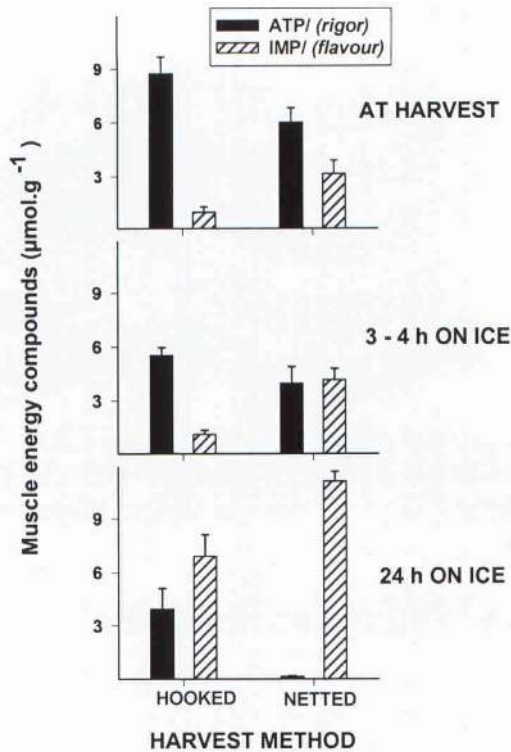 ATP/ (rigor)
IMP/ (flavour)
Muscle energy compounds (µmol.g -1)
9
6
3
AT HARVEST
9
6
3
3 - 4 h ON ICE
9
6
3
24 h ON ICE
HOOKED NETTED
HARVEST METHOD